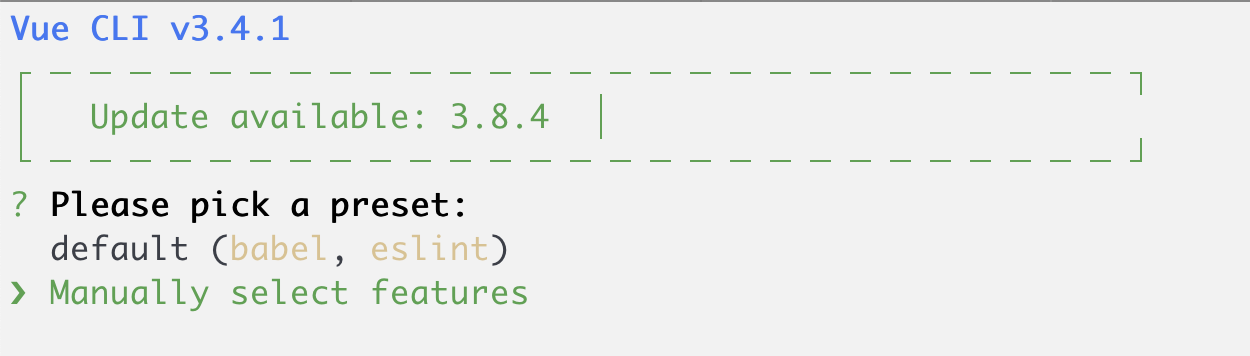 Vue CLI v3.4.1
Update available: 3.8.4
? Please pick a preset:
default (babel, eslint)
❯ Manually select features